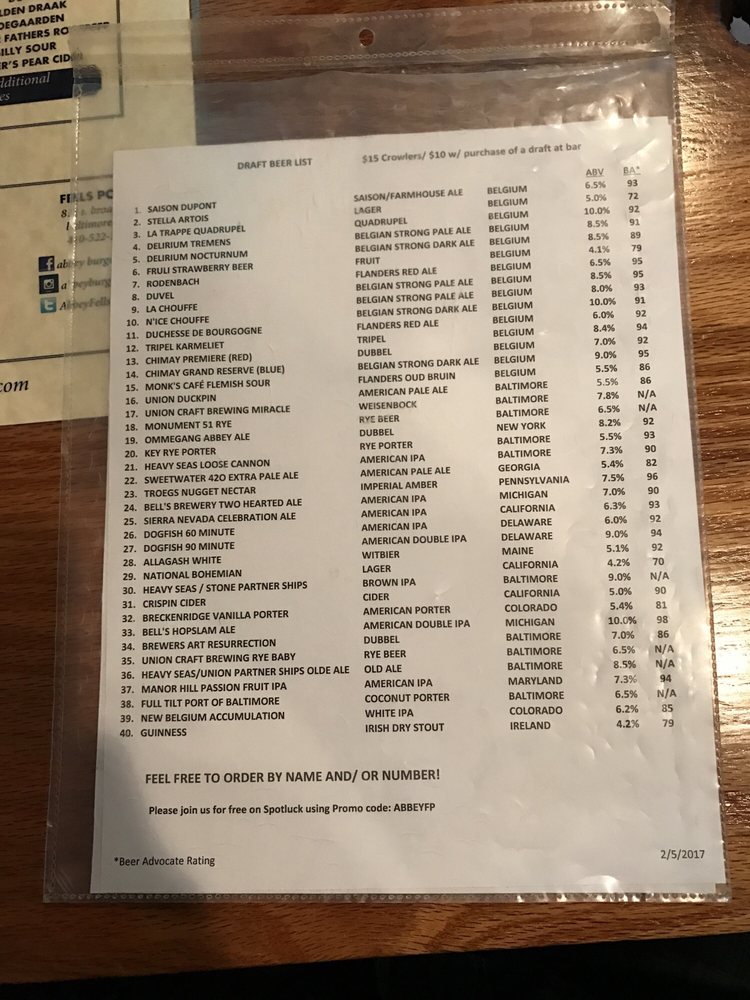 LDEN DRAAK
OEGAARDEN
FATHERS
ILLY SOUR
R'S PEAR CIDER
dditional
es
.com
DRAFT BEER LIST $15 Crowlers/ $10 w/ purchase of a draft at bar
ABV BA*
1. SAISON DUPONT SAISON/FARMHOUSE ALE BELGIUM 6.5% 93
2. STELLA ARTOIS LAGER BELGIUM 5.0% 72
3. LA TRAPPE QUADRUPEL QUADRUPEL BELGIUM 10.0% 92
4. DELIRIUM TREMENS BELGIAN STRONG PALE ALE BELGIUM 8.5% 91
5. DELIRIUM NOCTURNUM BELGIAN STRONG DARK ALE BELGIUM 8.5% 89
6. FRULI STRAWBERRY BEER FRUIT BELGIUM 4.1% 79
7. RODENBACH FLANDERS RED ALE BELGIUM 6.5% 95
8. DUVEL BELGIAN STRONG PALE ALE BELGIUM 8.5% 95
9. LA CHOUFFE BELGIAN STRONG PALE ALE BELGIUM 8.0% 93
10. N'ICE CHOUFFE BELGIAN STRONG DARK ALE BELGIUM 10.0% 91
11. DUCHESSE DE BOURGOGNE FLANDERS RED ALE BELGIUM 6.0% 92
12. TRIPEL KARMELIET TRIPEL BELGIUM 8.4% 94
13. CHIMAY PREMIERE (RED) DUBBEL BELGIUM 7.0% 92
14. CHIMAY GRAND RESERVE (BLUE) BELGIAN STRONG DARK ALE BELGIUM 9.0% 95
15. MONK'S CAFÉ FLEMISH SOUR FLANDERS OUD BRUIN BELGIUM 5.5% 86
16. UNION DUCKPIN AMERICAN PALE ALE BALTIMORE 5.5% 86
17. UNION CRAFT BREWING MIRACLE WEISENBOCK BALTIMORE 7.8% N/A
18. MONUMENT 51 RYE RYE BEER BALTIMORE 6.5% N/A
19. OMMEGANG ABBEY ALE DUBBEL NEW YORK 8.2% 92
20. KEY RYE PORTER RYE PORTER BALTIMORE 5.5% 93
21. HEAVY SEAS LOOSE CANNON AMERICAN IPA BALTIMORE 7.3% 90
22. SWEETWATER 420 EXTRA PALE ALE AMERICAN PALE ALE GEORGIA 5.4% 82
23. TROEGS NUGGET NECTAR IMPERIAL AMBER PENNSYLVANIA 7.5% 96
24. BELL'S BREWERY TWO HEARTED ALE AMERICAN IPA MICHIGAN 7.0% 90
25. SIERRA NEVADA CELEBRATION ALE AMERICAN IPA CALIFORNIA 6.3% 93
26. DOGFISH 60 MINUTE AMERICAN IPA DELAWARE 6.0% 92
27. DOGFISH 90 MINUTE AMERICAN DOUBLE IPA DELAWARE 9.0% 94
28. ALLAGASH WHITE WITBIER MAINE 5.1% 92
29. NATIONAL BOHEMIAN LAGER CALIFORNIA 4.2% 70
30. HEAVY SEAS / STONE PARTNER SHIPS BROWN IPA BALTIMORE 9.0% N/A
31. CRISPIN CIDER CIDER CALIFORNIA 5.0% 90
32. BRECKENRIDGE VANILLA PORTER AMERICAN PORTER COLORADO 5.4% 81
33. BELL'S HOPSLAM ALE AMERICAN DOUBLE IPA MICHIGAN 10.0% 98
34. BREWERS ART RESURRECTION DUBBEL BALTIMORE 7.0% 86
35. UNION CRAFT BREWING RYE BABY RYE BEER BALTIMORE 6.5% N/A
36. HEAVY SEAS/UNION PARTNER SHIPS OLDE ALE OLD ALE BALTIMORE 8.5% N/A
37. MANOR HILL PASSION FRUIT IPA AMERICAN IPA MARYLAND 7.3% 94
38. FULL TILT PORT OF BALTIMORE COCONUT PORTER BALTIMORE 6.5% N/A
39. NEW BELGIUM ACCUMULATION WHITE IPA COLORADO 6.2% 85
40. GUINNESS IRISH DRY STOUT IRELAND 4.2% 79
FEEL FREE TO ORDER BY NAME AND/ OR NUMBER!
Please join us for free on Spotluck using Promo code: ABBEYFP
*Beer Advocate Rating 2/5/2017